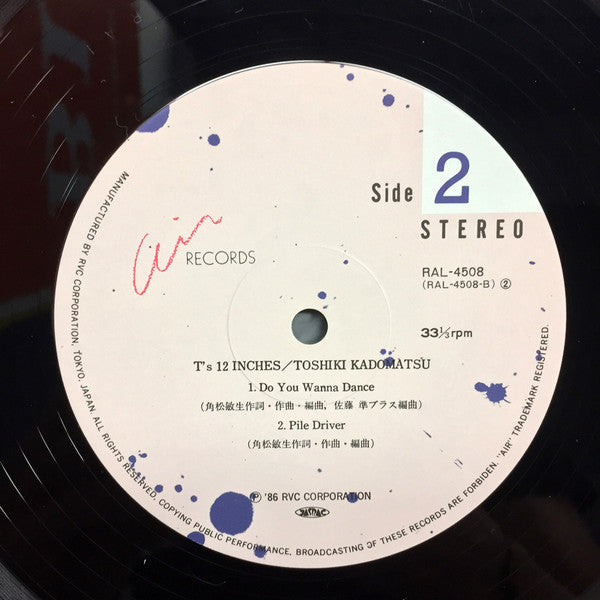 Side 2
STEREO
Air RECORDS
RAL-4508
(RAL-4508-B) ②
33⅓rpm
T's 12 INCHES／TOSHIKI KADOMATSU
1. Do You Wanna Dance
(角松敏生作詞・作曲・編曲, 佐藤 準ブラス編曲)
2. Pile Driver
(角松敏生作詞・作曲・編曲)
Ⓟ '86 RVC CORPORATION
JASRAC
MANUFACTURED BY RVC CORPORATION, TOKYO, JAPAN. ALL RIGHTS RESERVED. COPYING PUBLIC PERFORMANCE, BROADCASTING OF THESE RECORDS ARE FORBIDDEN. "AIR" TRADEMARK REGISTERED.